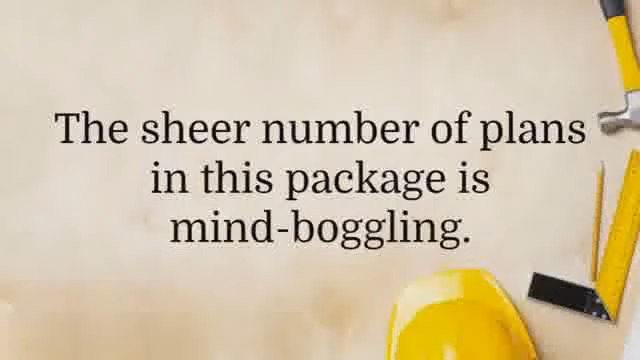 The sheer number of plans
in this package is
mind-boggling.